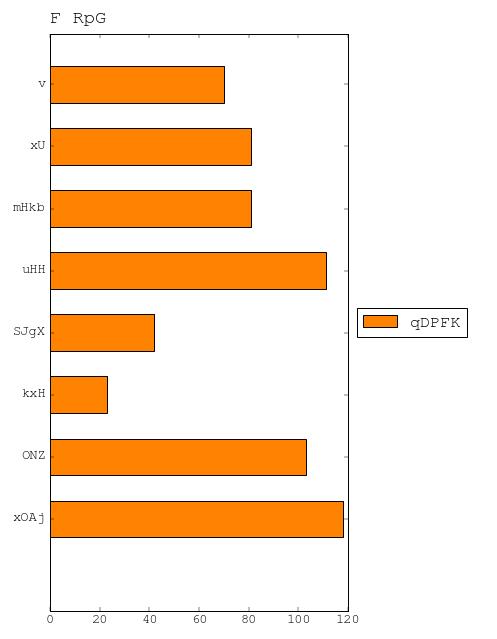 F RpG
v
xU
mHkb
uHH
SJgX
kxH
ONZ
xOAj
0 20 40 60 80 100 120
qDPFK